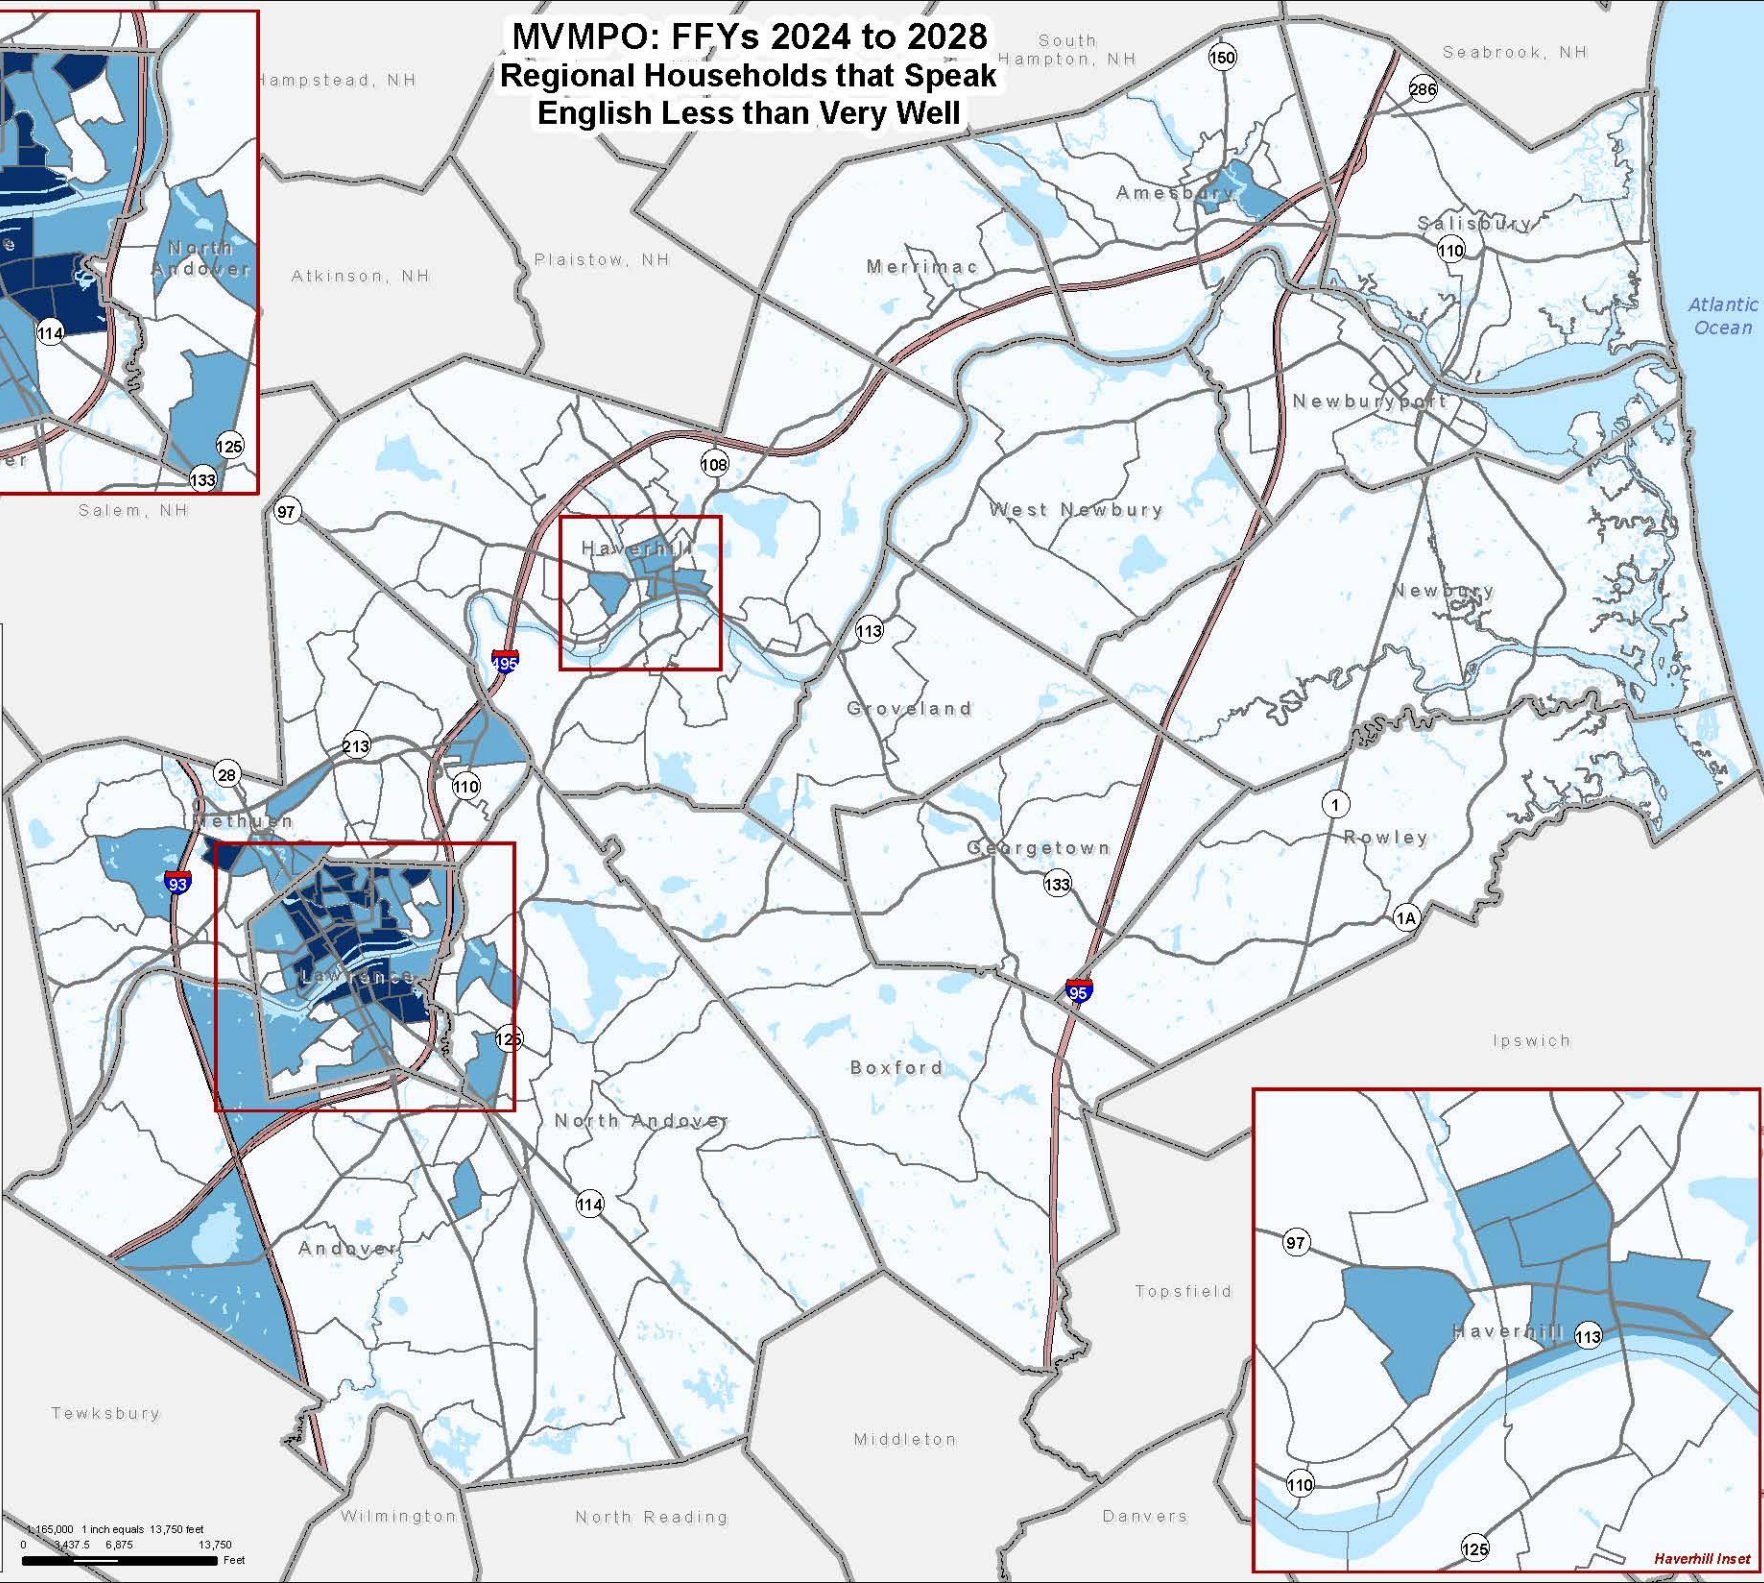 MVMPO: FFYs 2024 to 2028
Regional Households that Speak
English Less than Very Well
Hampstead, NH
South
Hampton, NH
Seabrook, NH
150
286
Amesbury
Salisbury
110
North
Andover
Atkinson, NH
Plaistow, NH
Merrimac
Atlantic
Ocean
114
Newburyport
125
133
108
97
Salem, NH
West Newbury
Haverhill
Newbury
113
495
Groveland
213
28
110
1
Methuen
Rowley
Georgetown
133
93
1A
Lawrence
95
125
Ipswich
Boxford
North Andover
114
Andover
97
Topsfield
Haverhill
113
Tewksbury
Middleton
110
Wilmington
North Reading
Danvers
1 inch equals 13,750 feet
0 3,437.5 6,875 13,750
Feet
125
Haverhill Inset